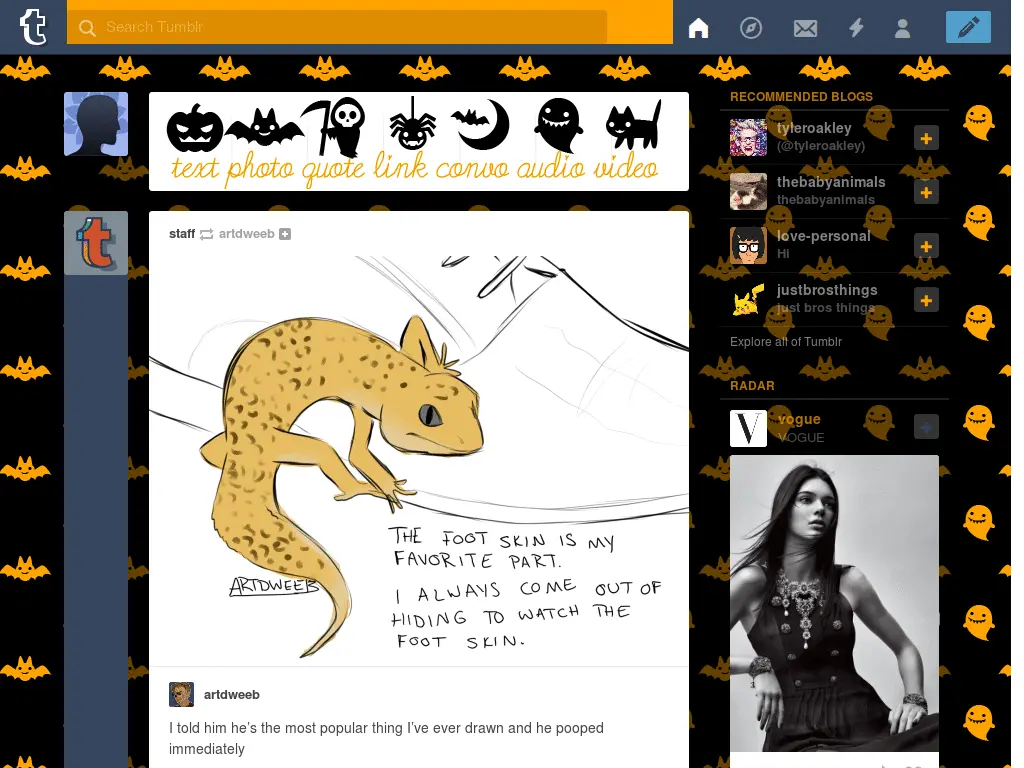 t
Search Tumblr
text photo quote link convo audio video
staff artdweeb
t
THE FOOT SKIN IS MY
FAVORITE PART.
I ALWAYS COME OUT OF
HIDING TO WATCH THE
FOOT SKIN.
ARTDWEEB
artdweeb
I told him he's the most popular thing I've ever drawn and he pooped
immediately
RECOMMENDED BLOGS
tyleroakley
(@tyleroakley)
thebabyanimals
thebabyanimals
love-personal
Hi
justbrosthings
just bros things
Explore all of Tumblr
RADAR
V
vogue
VOGUE